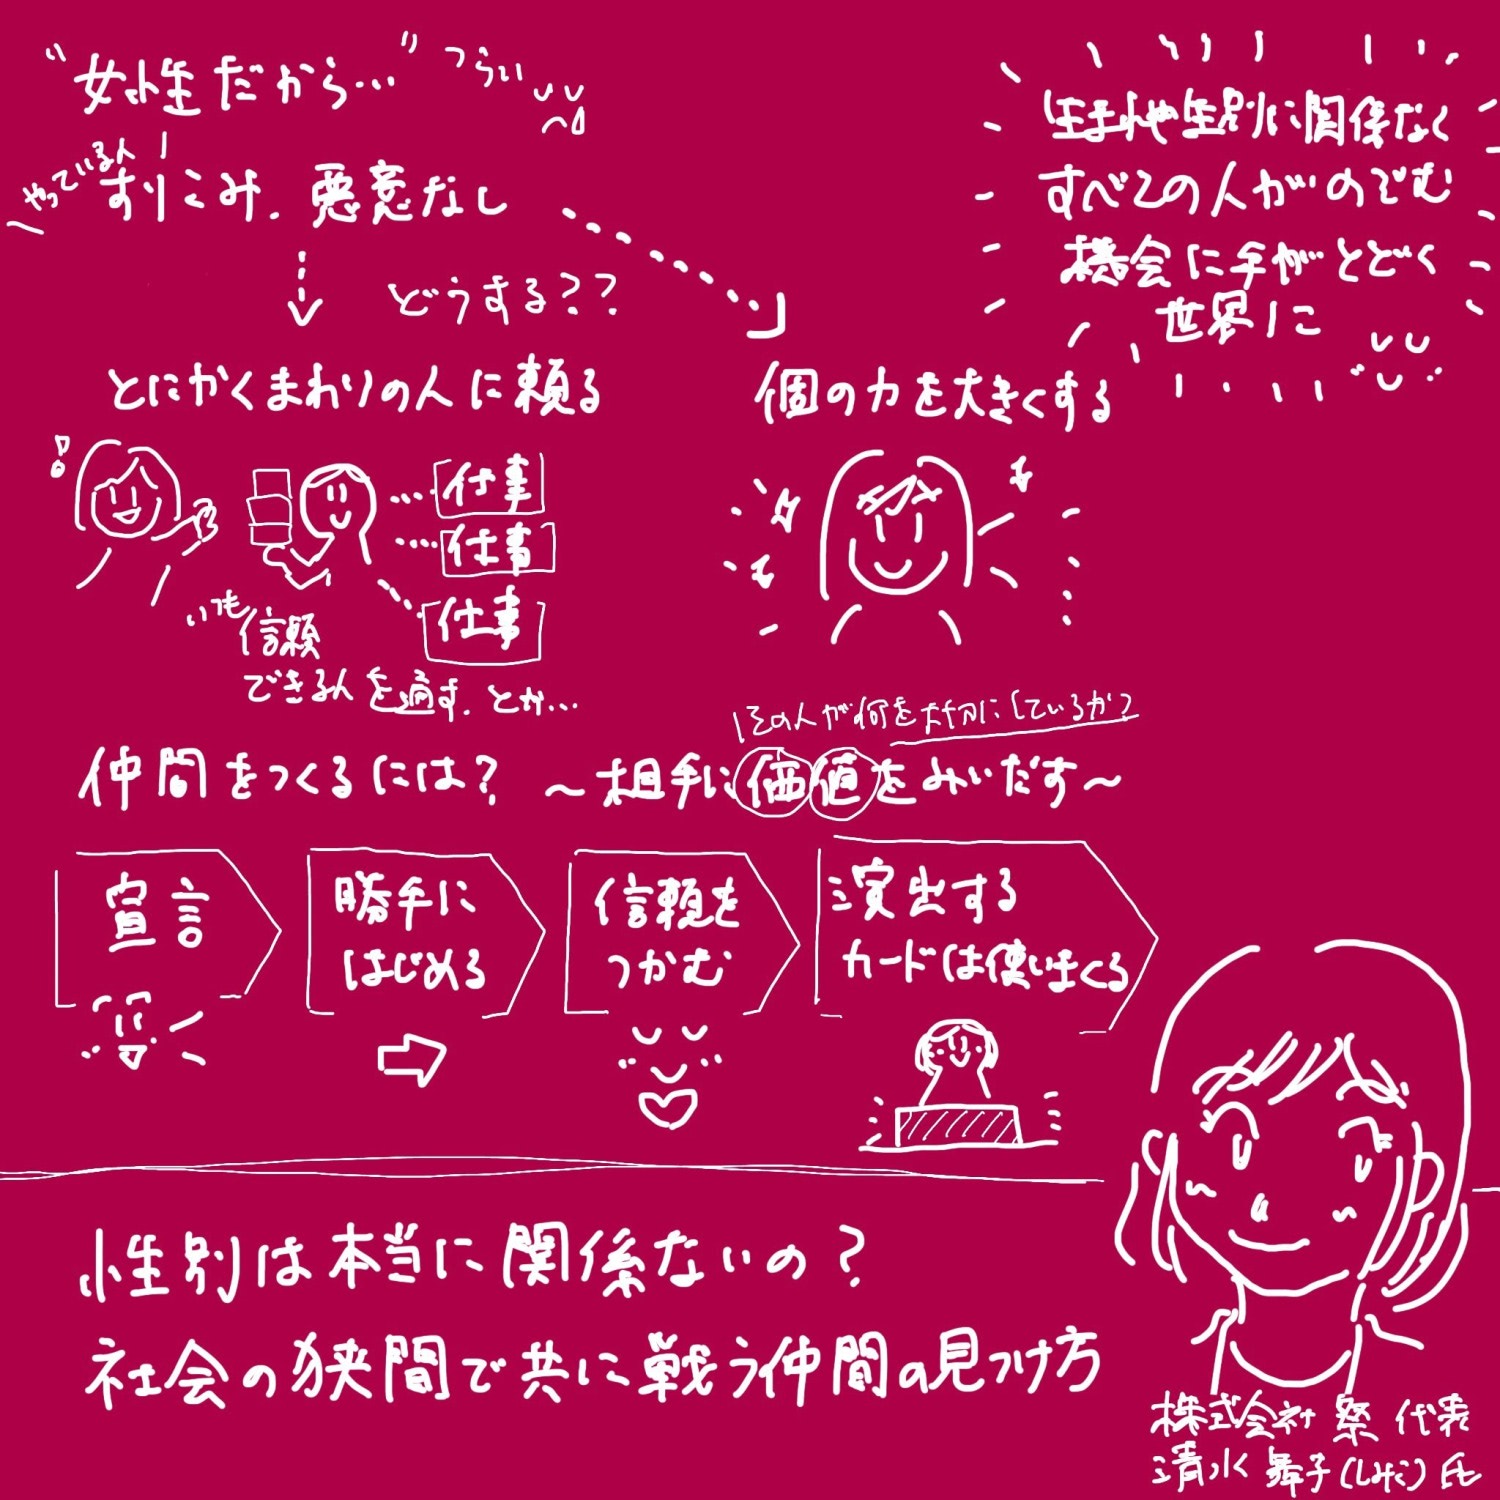 "女性だから…"
つらい
やっている人
すりこみ.悪意なし
どうする??
とにかくまわりの人に頼る
仕事
仕事
仕事
いつも信頼
できる人を通す.とか…
生まれや性別に関係なく
すべての人がのぞむ
機会に手がとどく
世界に
個の力を大きくする
その人が何を大切にしているか?
仲間をつくるには? ~相手に価値をみいだす~
宣言
勝手に
はじめる
信頼を
つかむ
演出する
カードは使いまくる
性別は本当に関係ないの?
社会の狭間で共に戦う仲間の見つけ方
株式会社 祭 代表
清水 舞子(しみこ)氏